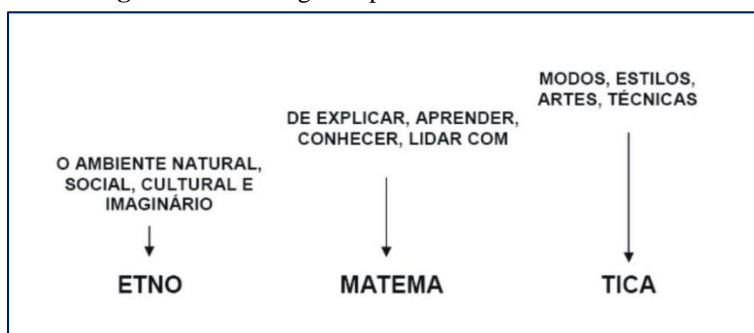 MODOS, ESTILOS,
ARTES, TÉCNICAS
DE EXPLICAR, APRENDER,
CONHECER, LIDAR COM
O AMBIENTE NATURAL,
SOCIAL, CULTURAL E
IMAGINÁRIO
ETNO
MATEMA
TICA